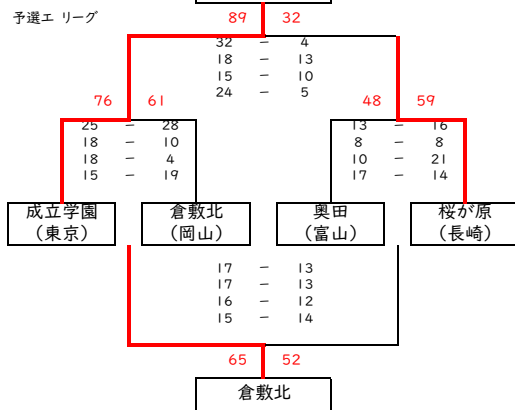 予選エ リーグ
89 32
32 － 4
18 － 13
15 － 10
24 － 5
76 61 48 59
25 － 28 13 － 16
18 － 10 8 － 8
18 － 4 10 － 21
15 － 19 17 － 14
成立学園 倉敷北 奥田 桜が原
（東京） （岡山） （富山） （長崎）
17 － 13
17 － 13
16 － 12
15 － 14
65 52
倉敷北